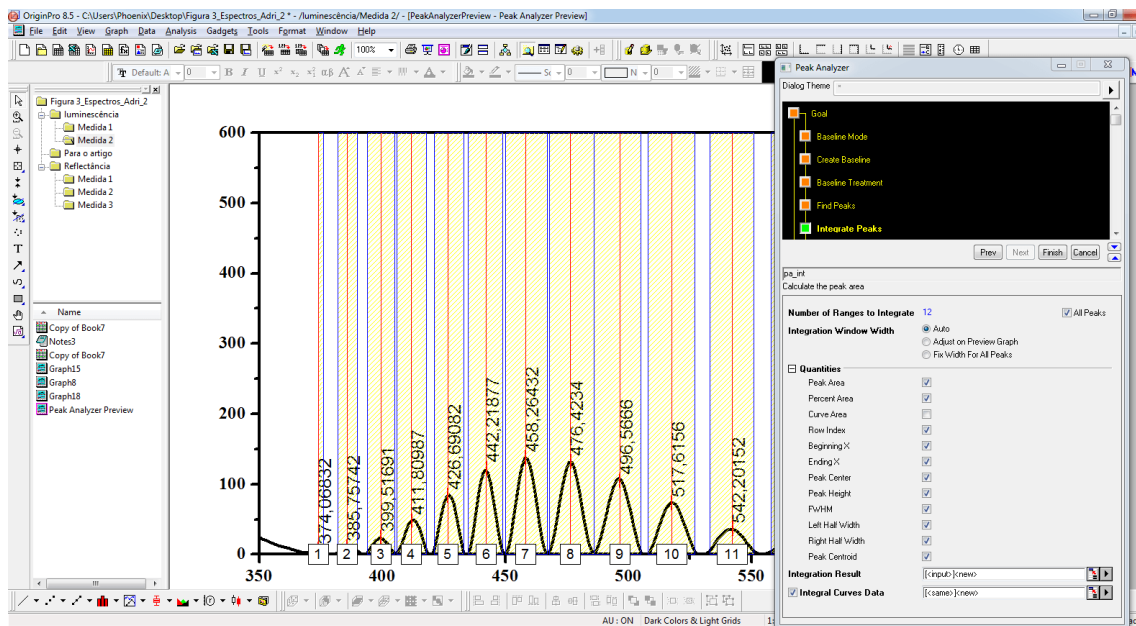 OriginPro 8.5 - C:\Users\Phoenix\Desktop\Figura 3_Espectros_Adri_2 * - /luminescência/Medida 2/ - [PeakAnalyzerPreview - Peak Analyzer Preview]
File Edit View Graph Data Analysis Gadgets Tools Format Window Help
100%
Default: A 0 B I U
0 N 0
Figura 3_Espectros_Adri_2
luminescência
Medida 1
Medida 2
Para o artigo
Reflectância
Medida 1
Medida 2
Medida 3
Name
Copy of Book7
Notes3
Copy of Book7
Graph15
Graph8
Graph18
Peak Analyzer Preview
600
500
400
300
200
100
0
374,06832
385,75742
399,51691
411,80987
426,69082
442,21877
458,26432
476,4234
496,5666
517,6156
542,20152
1 2 3 4 5 6 7 8 9 10 11
350 400 450 500 550
Peak Analyzer
Dialog Theme *
Goal
Baseline Mode
Create Baseline
Baseline Treatment
Find Peaks
Integrate Peaks
Prev Next Finish Cancel
pa_int
Calculate the peak area
Number of Ranges to Integrate 12 All Peaks
Integration Window Width Auto
Adjust on Preview Graph
Fix Width For All Peaks
Quantities
Peak Area
Percent Area
Curve Area
Row Index
Beginning X
Ending X
Peak Center
Peak Height
FWHM
Left Half Width
Right Half Width
Peak Centroid
Integration Result [<input>]<new>
Integral Curves Data [<same>]<new>
AU : ON Dark Colors & Light Grids